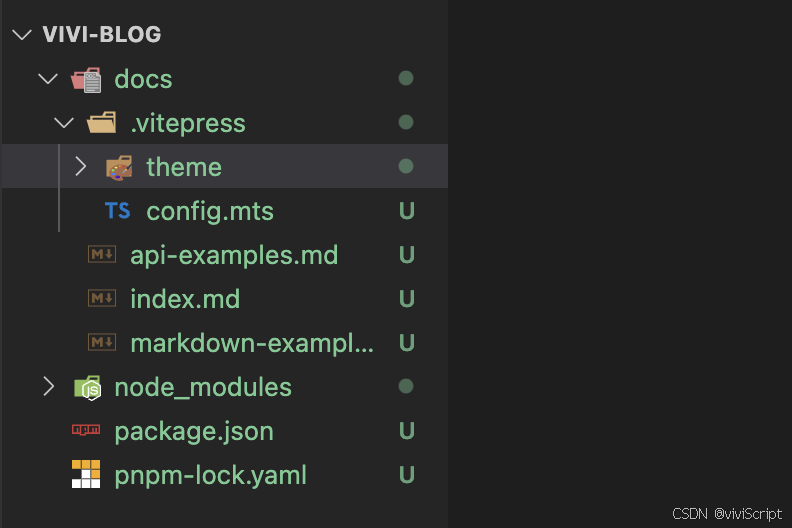 VIVI-BLOG
docs
.vitepress
theme
TS config.mts U
M api-examples.md U
M index.md U
M markdown-exampl... U
JS node_modules
package.json U
pnpm-lock.yaml U
CSDN @viviScript